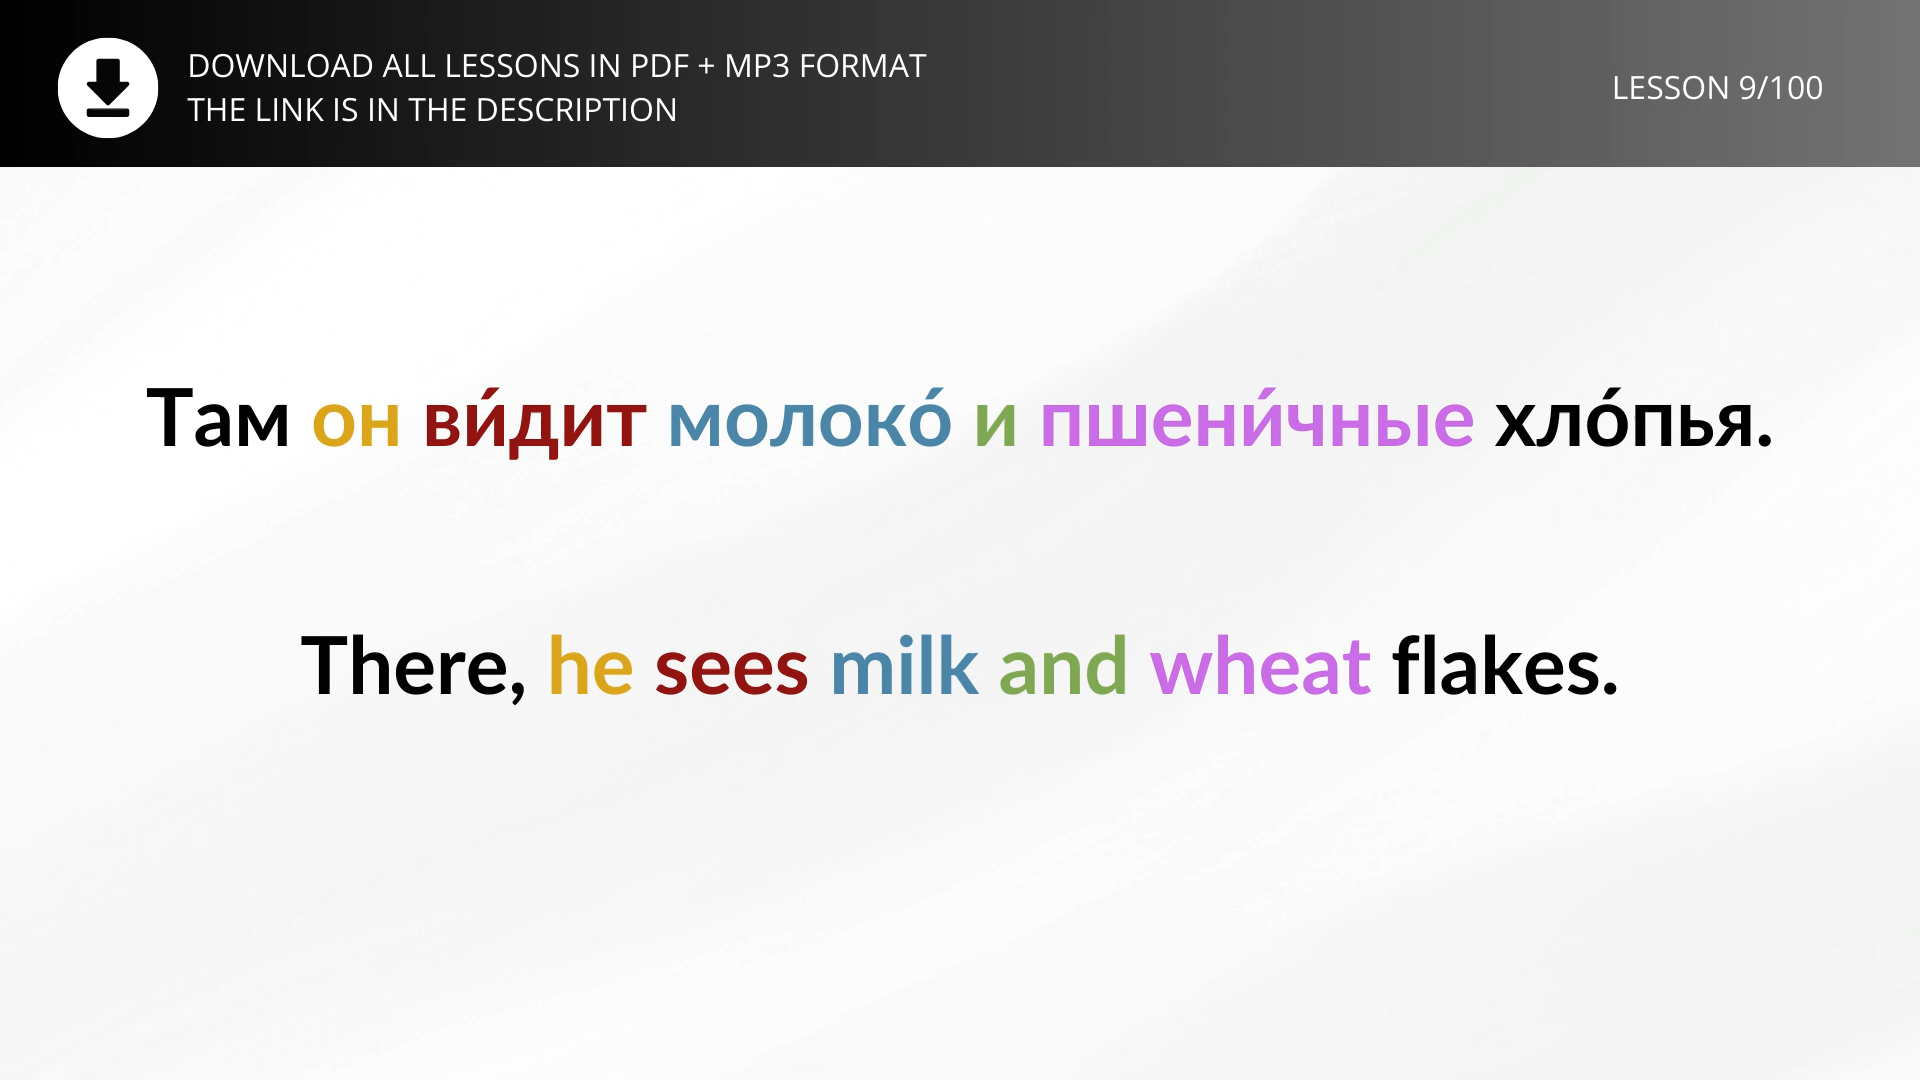 DOWNLOAD ALL LESSONS IN PDF + MP3 FORMAT
THE LINK IS IN THE DESCRIPTION
LESSON 9/100
Там он ви́дит молоко́ и пшени́чные хло́пья.
There, he sees milk and wheat flakes.